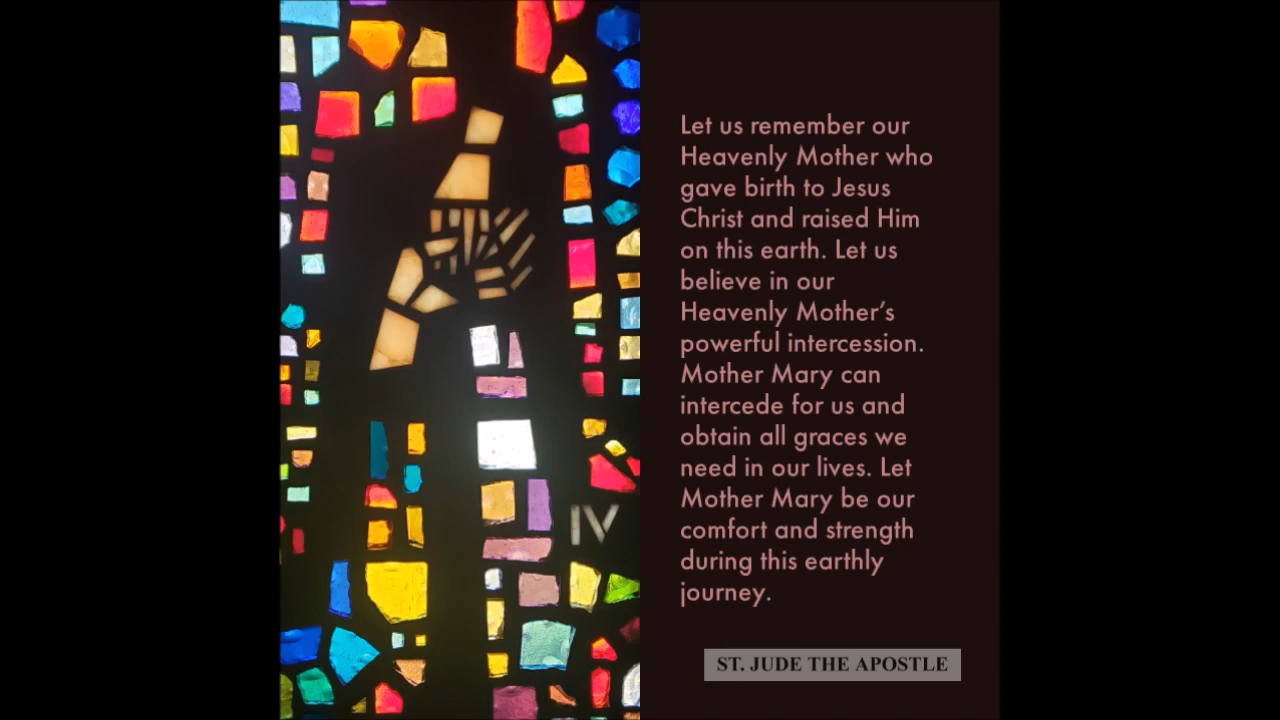 IV
Let us remember our
Heavenly Mother who
gave birth to Jesus
Christ and raised Him
on this earth. Let us
believe in our
Heavenly Mother’s
powerful intercession.
Mother Mary can
intercede for us and
obtain all graces we
need in our lives. Let
Mother Mary be our
comfort and strength
during this earthly
journey.
ST. JUDE THE APOSTLE